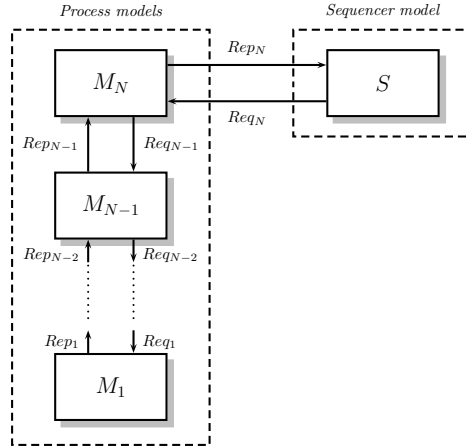 Process models
Sequencer model
M_N
Rep_N
S
Req_N
Rep_{N−1}
Req_{N−1}
M_{N−1}
Rep_{N−2}
Req_{N−2}
Rep_1
Req_1
M_1